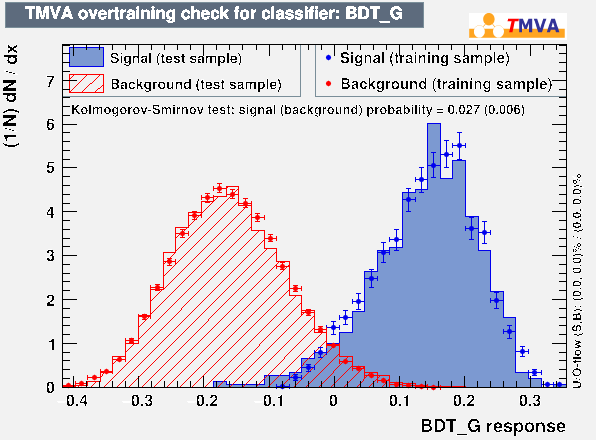 TMVA overtraining check for classifier: BDT_G
TMVA
Signal (test sample)
Signal (training sample)
Background (test sample)
Background (training sample)
Kolmogorov-Smirnov test: signal (background) probability = 0.027 (0.006)
(1/N) dN / dx
7
6
5
4
3
2
1
0
−0.4 −0.3 −0.2 −0.1 0 0.1 0.2 0.3
BDT_G response
U/O-flow (S,B): (0.0, 0.0)% / (0.0, 0.0)%